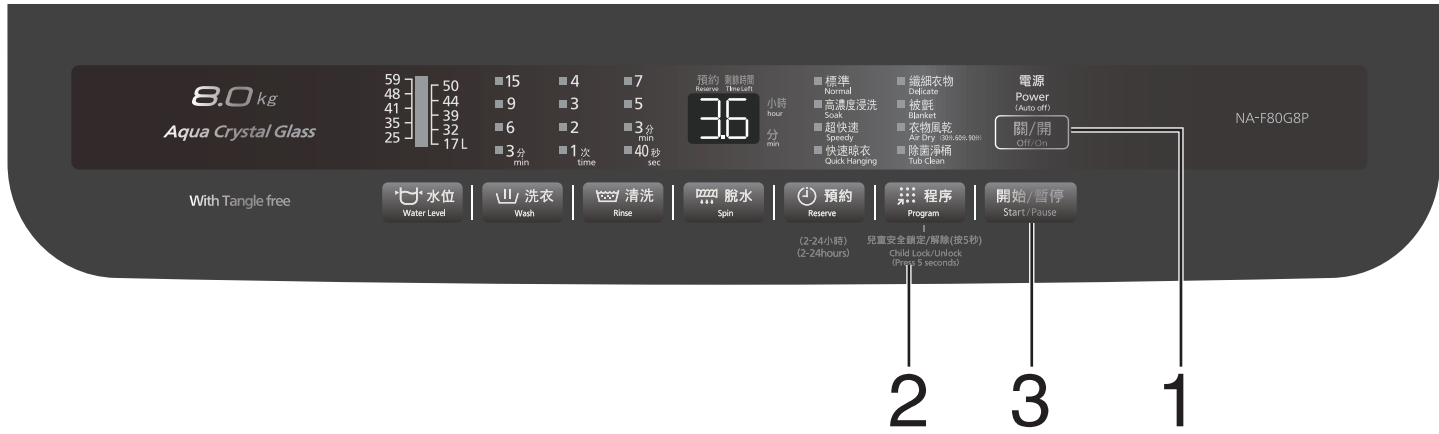 8.0 kg
Aqua Crystal Glass
With Tangle free
59
48
41
35
25
50
44
39
32
17 L
15
9
6
3 分
min
4
3
2
1 次
time
7
5
3 分
min
40 秒
sec
預約 剩餘時間
Reserve Time Left
3.6
小時
hour
分
min
標準
Normal
高濃度浸洗
Soak
超快速
Speedy
快速晾衣
Quick Hanging
纖細衣物
Delicate
被氈
Blanket
衣物風乾
Air Dry (30分.60分.90分)
除菌淨桶
Tub Clean
電源
Power
(Auto off)
關/開
Off/On
NA-F80G8P
水位
Water Level
洗衣
Wash
清洗
Rinse
脫水
Spin
預約
Reserve
程序
Program
開始/暫停
Start/Pause
(2-24小時)
(2-24hours)
兒童安全鎖定/解除(按5秒)
Child Lock/Unlock
(Press 5 seconds)
2
3
1